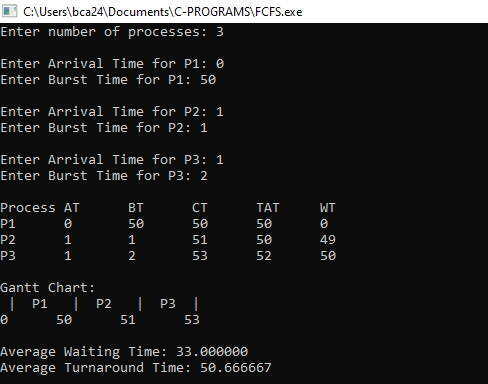 C:\Users\bca24\Documents\C-PROGRAMS\FCFS.exe
Enter number of processes: 3
Enter Arrival Time for P1: 0
Enter Burst Time for P1: 50
Enter Arrival Time for P2: 1
Enter Burst Time for P2: 1
Enter Arrival Time for P3: 1
Enter Burst Time for P3: 2
Process AT      BT      CT      TAT     WT
P1      0       50      50      50      0
P2      1       1       51      50      49
P3      1       2       53      52      50
Gantt Chart:
 |  P1   |  P2   |  P3  |
0      50      51      53
Average Waiting Time: 33.000000
Average Turnaround Time: 50.666667